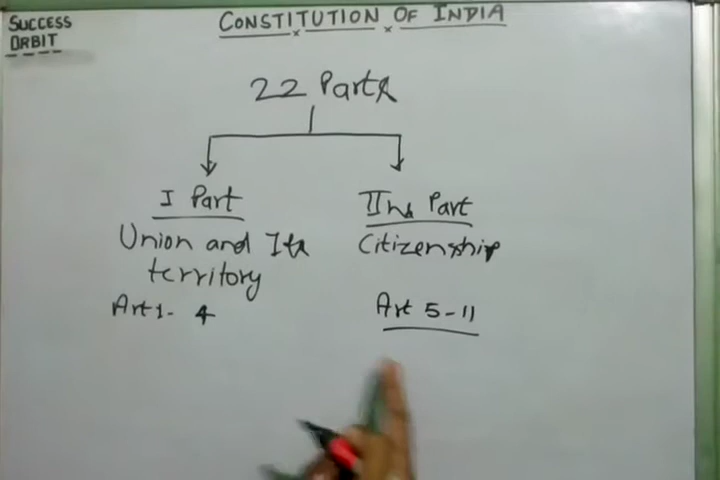 SUCCESS
ORBIT
CONSTITUTION OF INDIA
22 Parts
I Part
Union and Its
territory
Art 1 - 4
IInd Part
Citizenship
Art 5 - 11